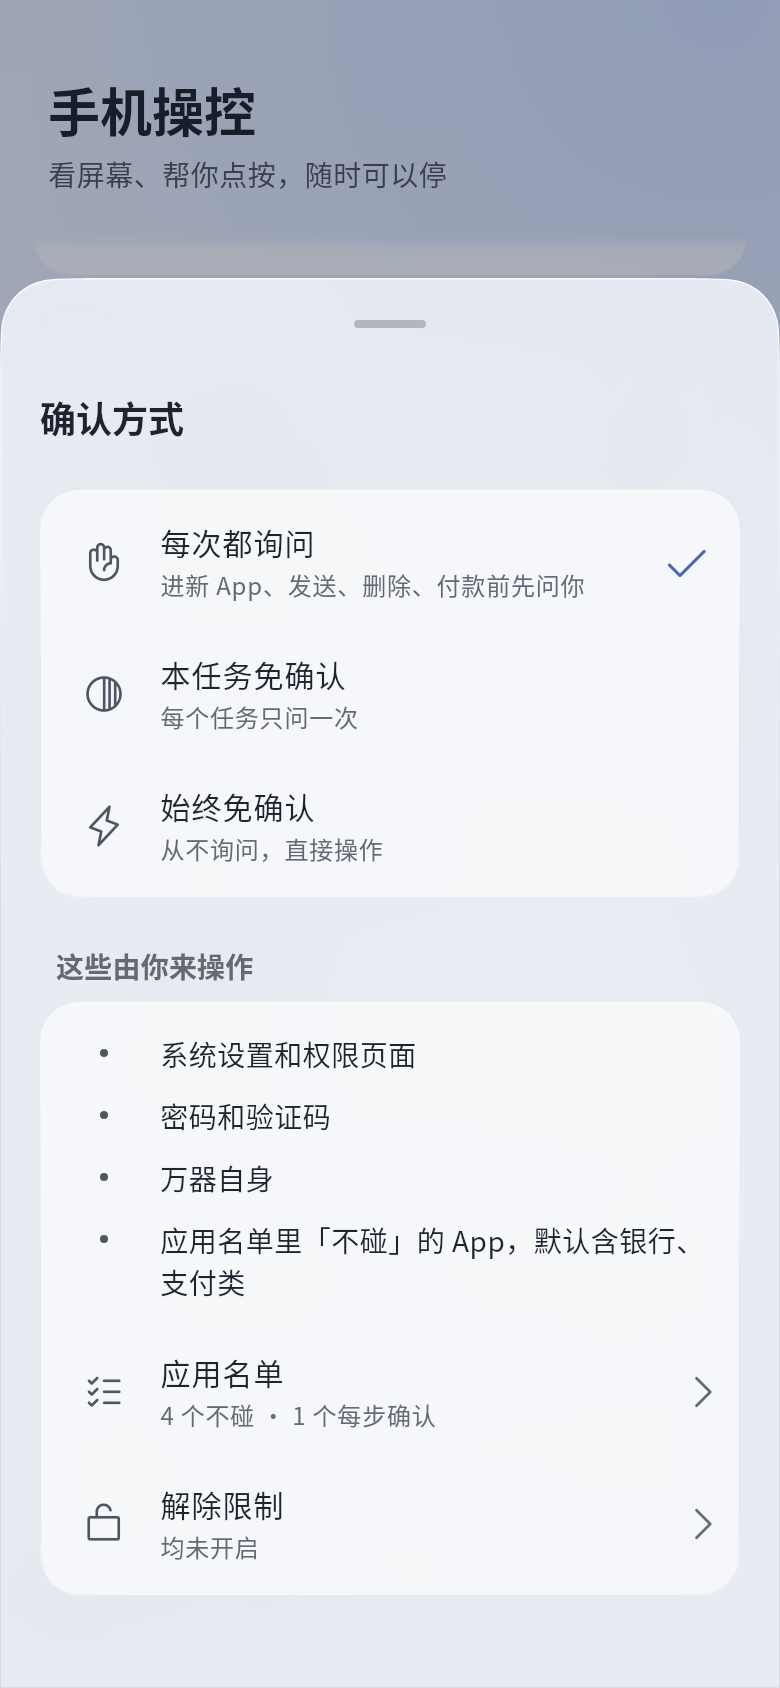 手机操控
看屏幕、帮你点按，随时可以停
确认方式
每次都询问
进新 App、发送、删除、付款前先问你
本任务免确认
每个任务只问一次
始终免确认
从不询问，直接操作
这些由你来操作
• 系统设置和权限页面
• 密码和验证码
• 万器自身
• 应用名单里「不碰」的 App，默认含银行、
支付类
应用名单
4 个不碰 · 1 个每步确认
解除限制
均未开启